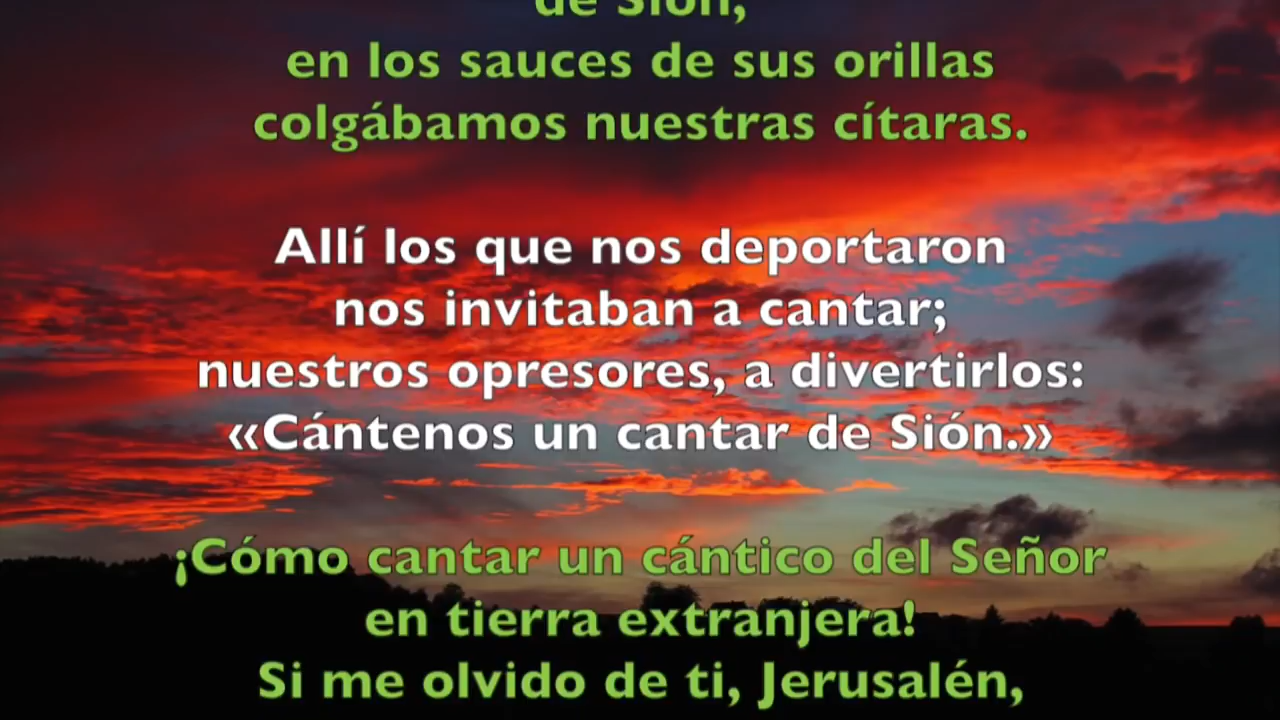 de Sión,
en los sauces de sus orillas
colgábamos nuestras cítaras.
Allí los que nos deportaron
nos invitaban a cantar;
nuestros opresores, a divertirlos:
«Cántenos un cantar de Sión.»
¡Cómo cantar un cántico del Señor
en tierra extranjera!
Si me olvido de ti, Jerusalén,